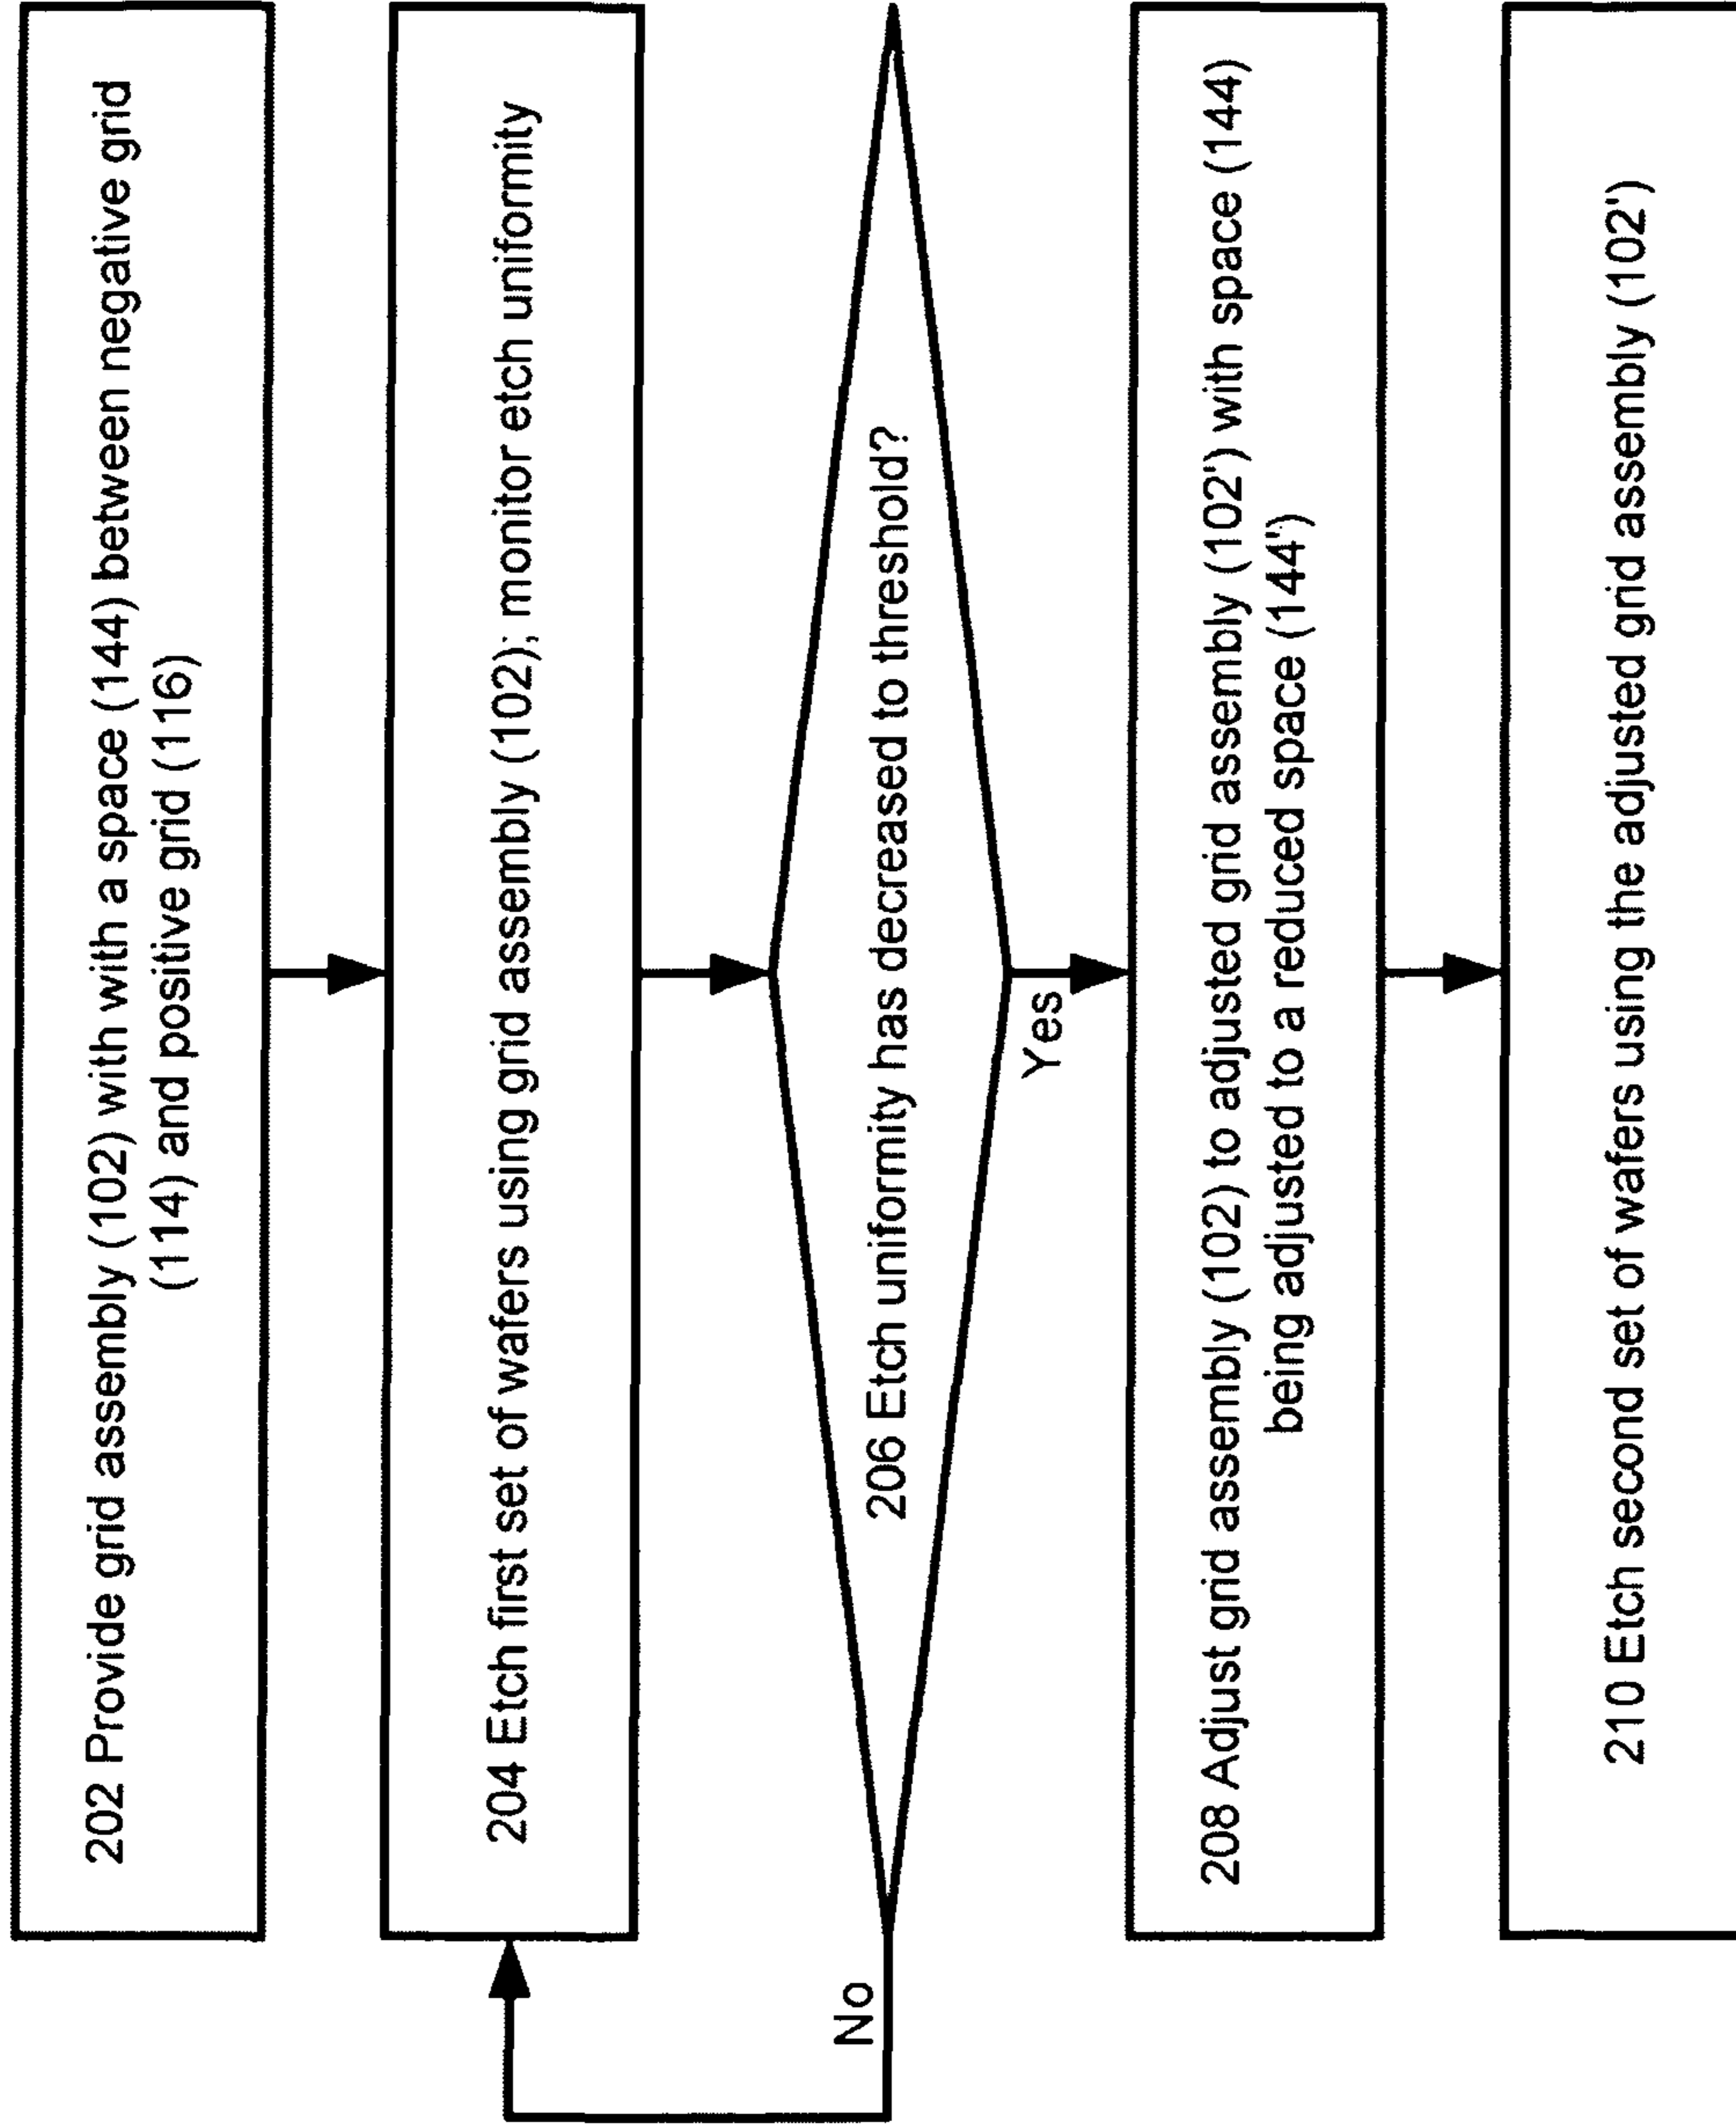 202 Provide grid assembly (102) with with a space (144) between negative grid
(114) and positive grid (116)
204 Etch first set of wafers using grid assembly (102); monitor etch uniformity
206 Etch uniformity has decreased to threshold?
No
Yes
208 Adjust grid assembly (102) to adjusted grid assembly (102') with space (144)
being adjusted to a reduced space (144')
210 Etch second set of wafers using the adjusted grid assembly (102')